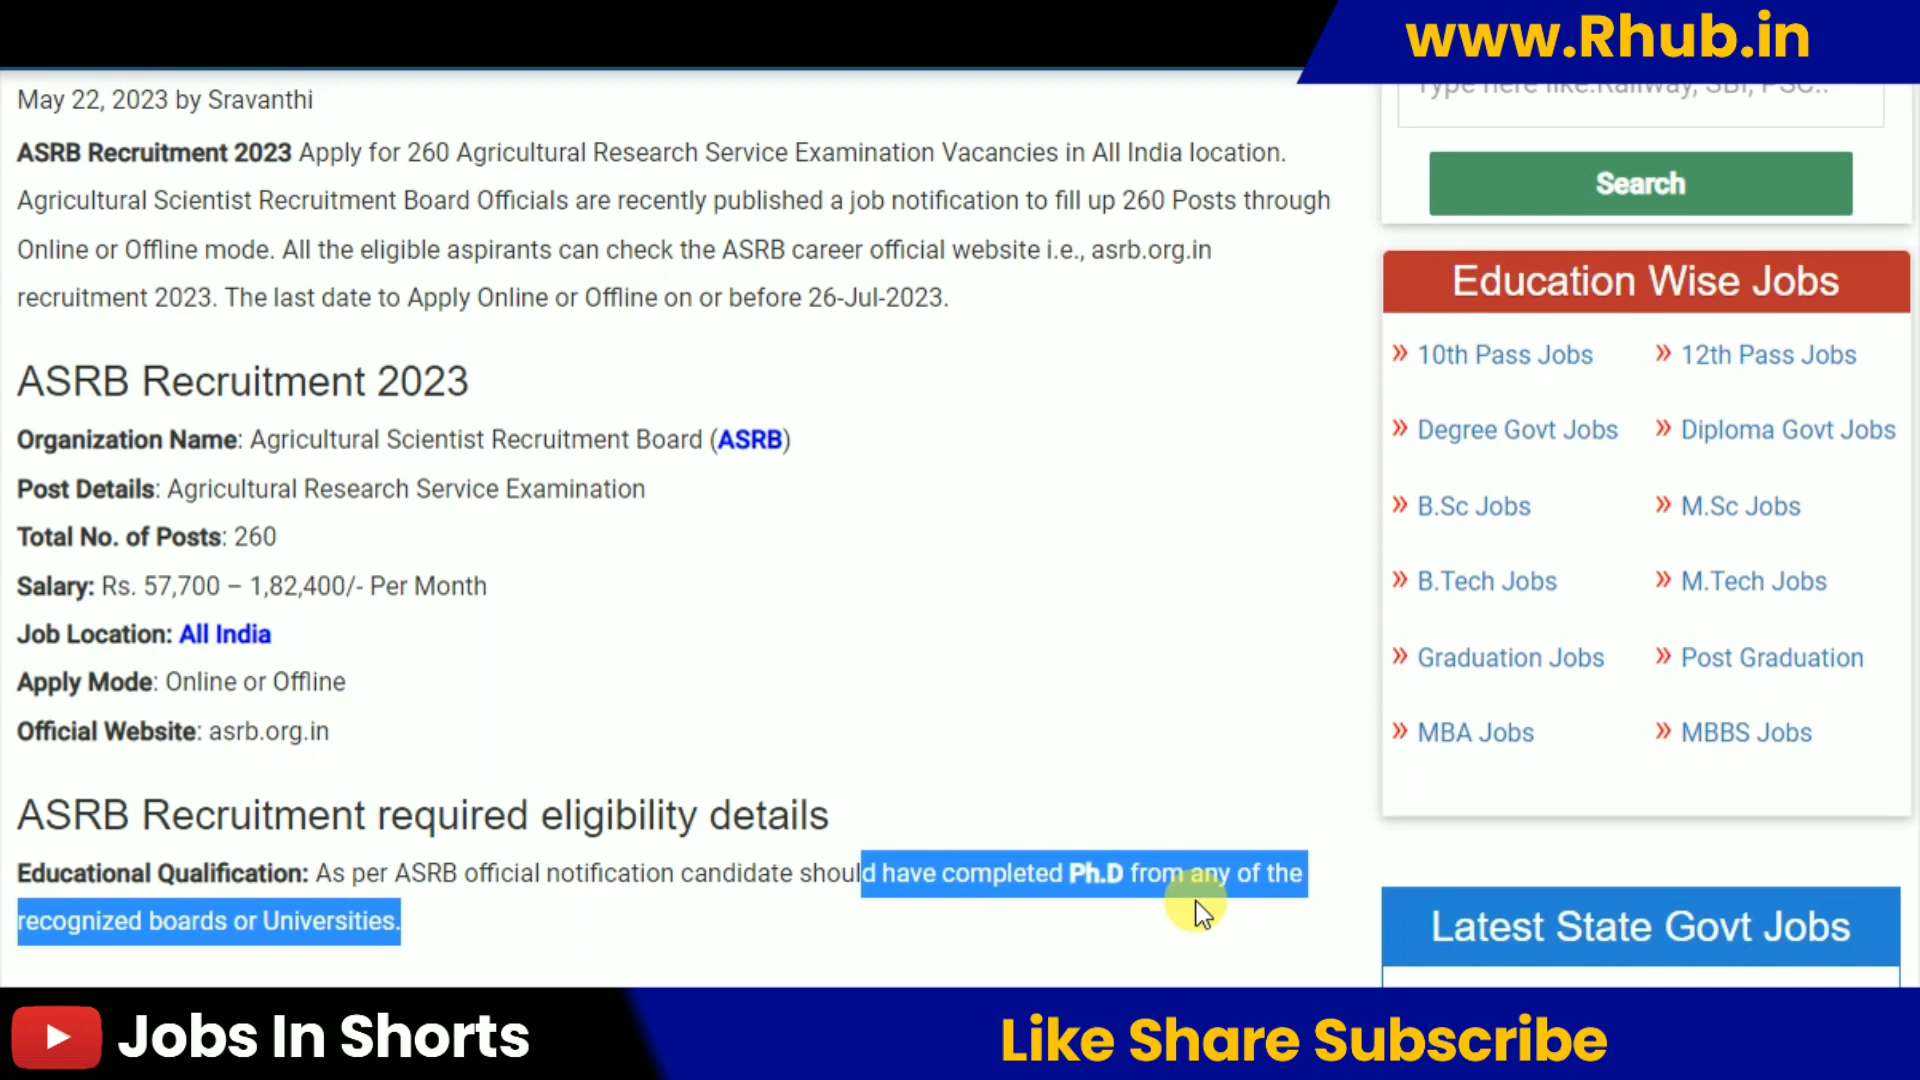 www.Rhub.in
May 22, 2023 by Sravanthi
ASRB Recruitment 2023 Apply for 260 Agricultural Research Service Examination Vacancies in All India location.
Agricultural Scientist Recruitment Board Officials are recently published a job notification to fill up 260 Posts through
Online or Offline mode. All the eligible aspirants can check the ASRB career official website i.e., asrb.org.in
recruitment 2023. The last date to Apply Online or Offline on or before 26-Jul-2023.
ASRB Recruitment 2023
Organization Name: Agricultural Scientist Recruitment Board (ASRB)
Post Details: Agricultural Research Service Examination
Total No. of Posts: 260
Salary: Rs. 57,700 – 1,82,400/- Per Month
Job Location: All India
Apply Mode: Online or Offline
Official Website: asrb.org.in
ASRB Recruitment required eligibility details
Educational Qualification: As per ASRB official notification candidate should have completed Ph.D from any of the
recognized boards or Universities.
Type here like:Railway, SBI, PSC..
Search
Education Wise Jobs
» 10th Pass Jobs » 12th Pass Jobs
» Degree Govt Jobs » Diploma Govt Jobs
» B.Sc Jobs » M.Sc Jobs
» B.Tech Jobs » M.Tech Jobs
» Graduation Jobs » Post Graduation
» MBA Jobs » MBBS Jobs
Latest State Govt Jobs
Jobs In Shorts
Like Share Subscribe